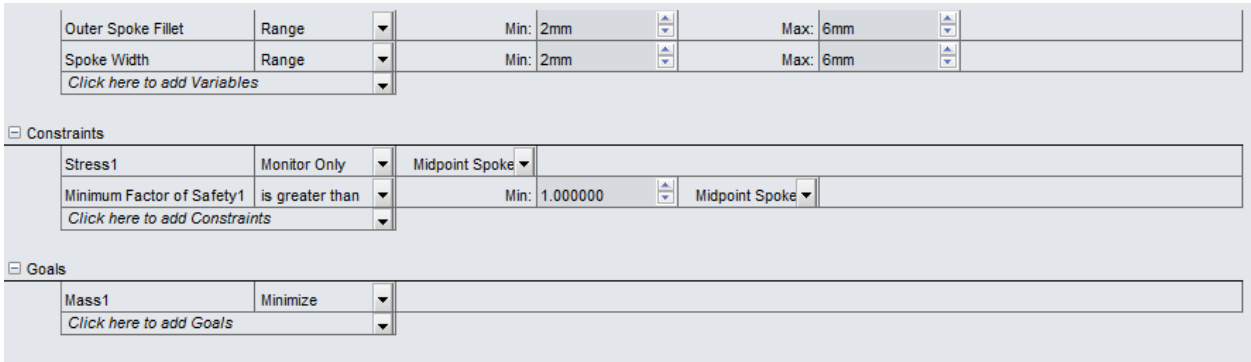 Outer Spoke Fillet Range Min: 2mm Max: 6mm
Spoke Width Range Min: 2mm Max: 6mm
Click here to add Variables
Constraints
Stress1 Monitor Only Midpoint Spoke
Minimum Factor of Safety1 is greater than Min: 1.000000 Midpoint Spoke
Click here to add Constraints
Goals
Mass1 Minimize
Click here to add Goals